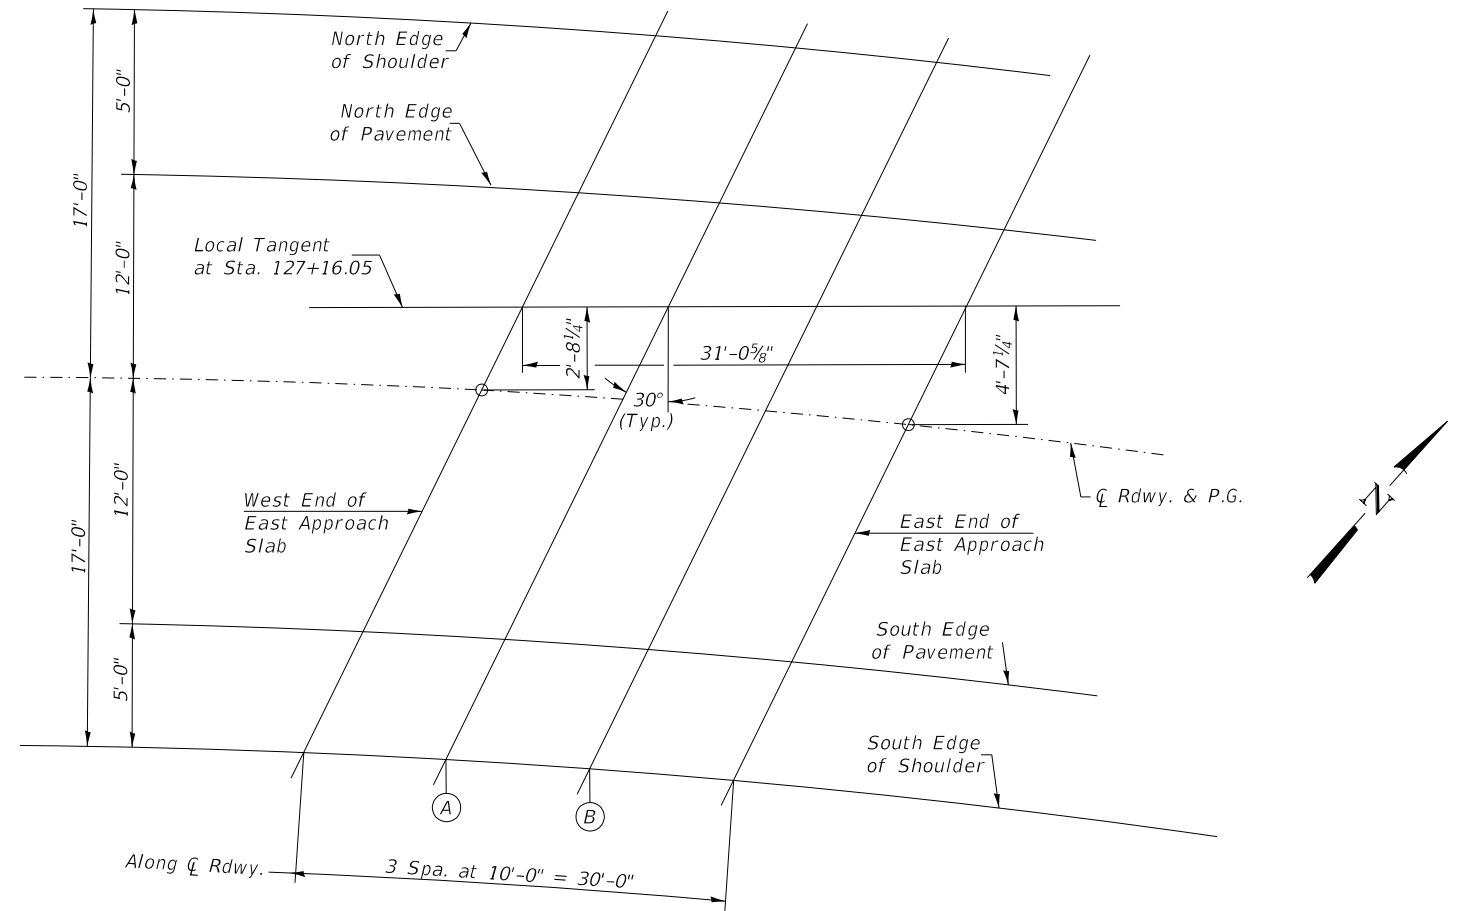 North Edge
of Shoulder
5'-0"
North Edge
of Pavement
17'-0"
12'-0"
Local Tangent
at Sta. 127+16.05
2'-8¼"
31'-0⅝"
4'-7¼"
30°
(Typ.)
℄ Rdwy. & P.G.
N
12'-0"
17'-0"
West End of
East Approach
Slab
East End of
East Approach
Slab
South Edge
of Pavement
5'-0"
South Edge
of Shoulder
A
B
Along ℄ Rdwy.
3 Spa. at 10'-0" = 30'-0"